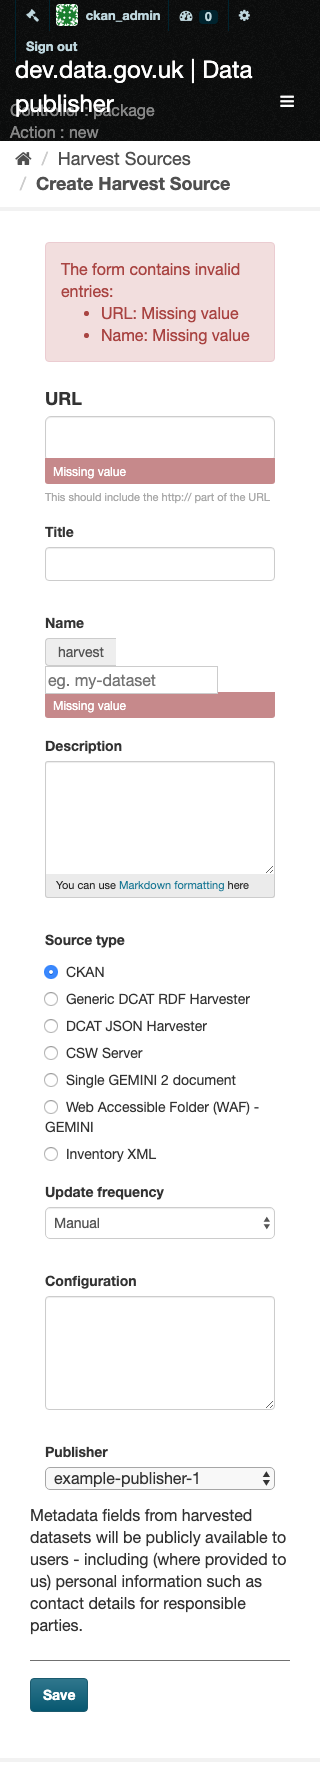 ckan_admin 0
Sign out
dev.data.gov.uk | Data
publisher
Controller : package
Action : new
/ Harvest Sources
/ Create Harvest Source
The form contains invalid
entries:
• URL: Missing value
• Name: Missing value
URL
Missing value
This should include the http:// part of the URL
Title
Name
harvest
eg. my-dataset
Missing value
Description
You can use Markdown formatting here
Source type
CKAN
Generic DCAT RDF Harvester
DCAT JSON Harvester
CSW Server
Single GEMINI 2 document
Web Accessible Folder (WAF) -
GEMINI
Inventory XML
Update frequency
Manual
Configuration
Publisher
example-publisher-1
Metadata fields from harvested
datasets will be publicly available to
users - including (where provided to
us) personal information such as
contact details for responsible
parties.
Save